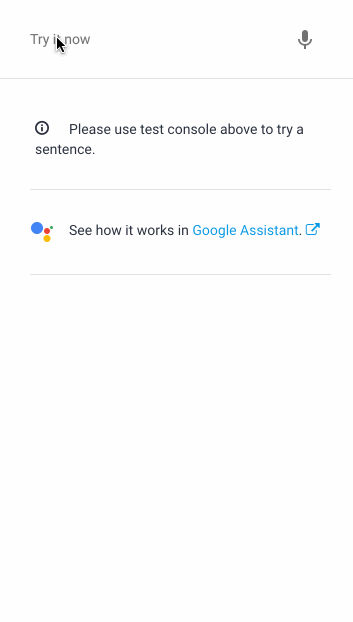 Try it now
Please use test console above to try a
sentence.
See how it works in Google Assistant.